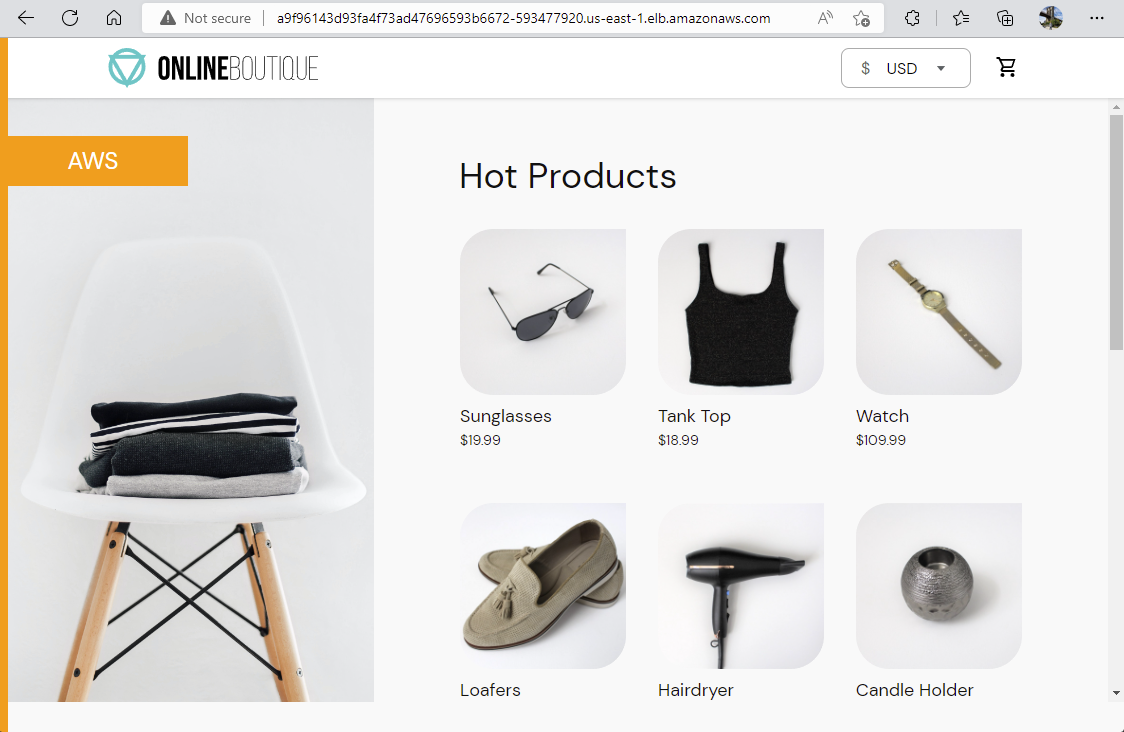 Not secure
a9f96143d93fa4f73ad47696593b6672-593477920.us-east-1.elb.amazonaws.com
ONLINEBOUTIQUE
$ USD
AWS
Hot Products
Sunglasses
$19.99
Tank Top
$18.99
Watch
$109.99
Loafers
Hairdryer
Candle Holder